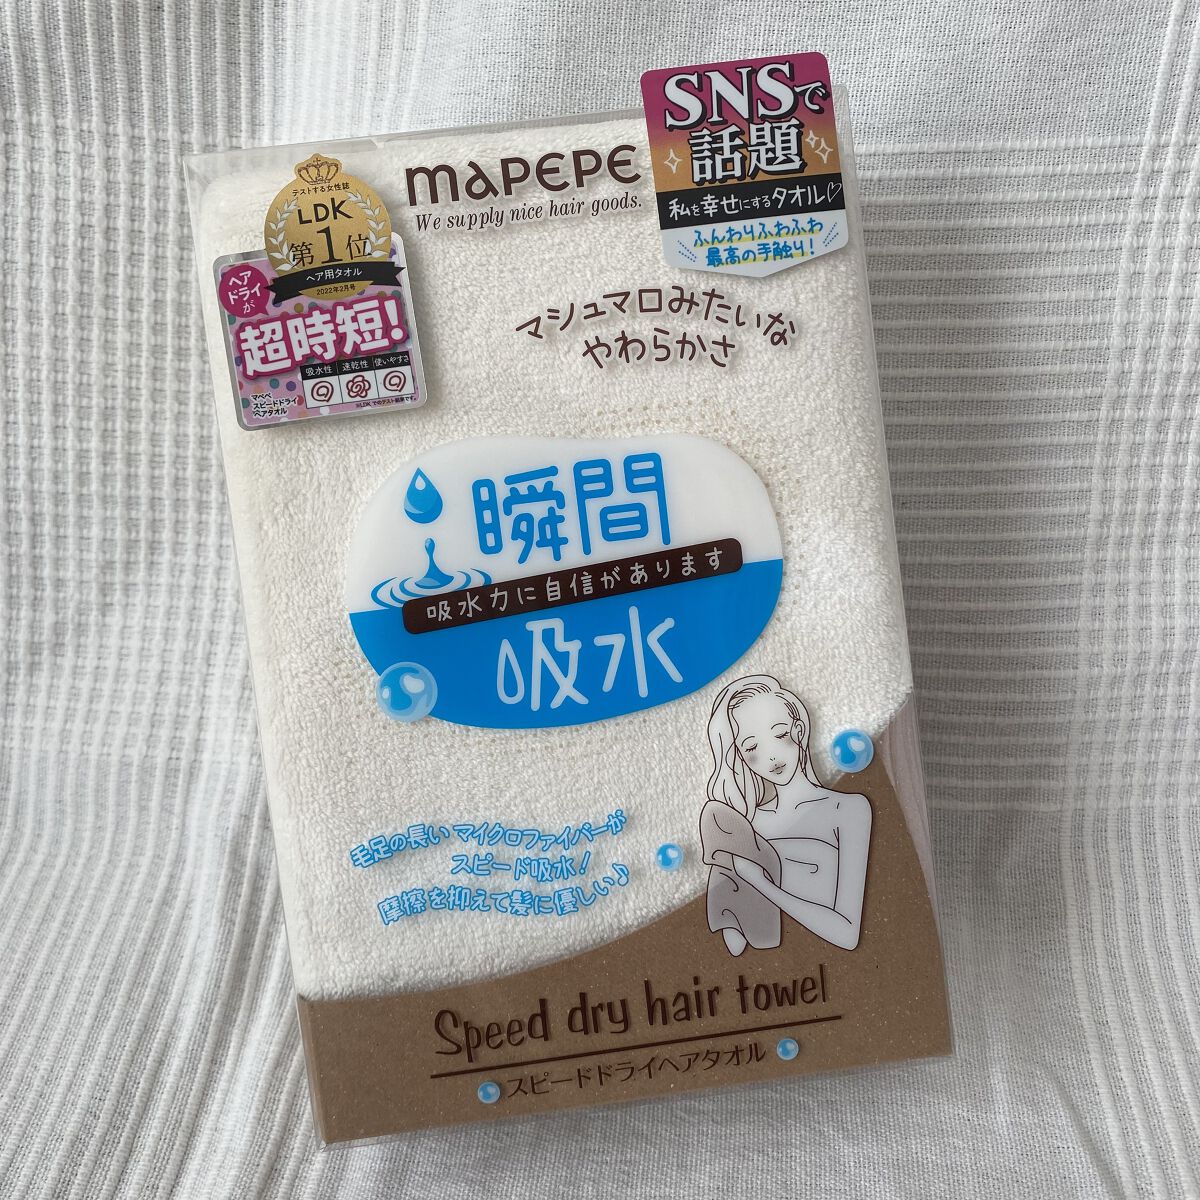 mapepe
We supply nice hair goods.
SNSで
話題
私を幸せにするタオル♡
ふんわりふわふわ
最高の手触り!
テストする女性誌
LDK
第1位
ヘア用タオル
2022年2月号
ヘア
ドライが
超時短!
吸水性 速乾性 使いやすさ
マペペ
スピードドライ
ヘアタオル
※LDKでのテスト結果です。
マシュマロみたいな
やわらかさ
瞬間
吸水力に自信があります
吸水
毛足の長いマイクロファイバーが
スピード吸水!
摩擦を抑えて髪に優しい♪
Speed dry hair towel
スピードドライヘアタオル